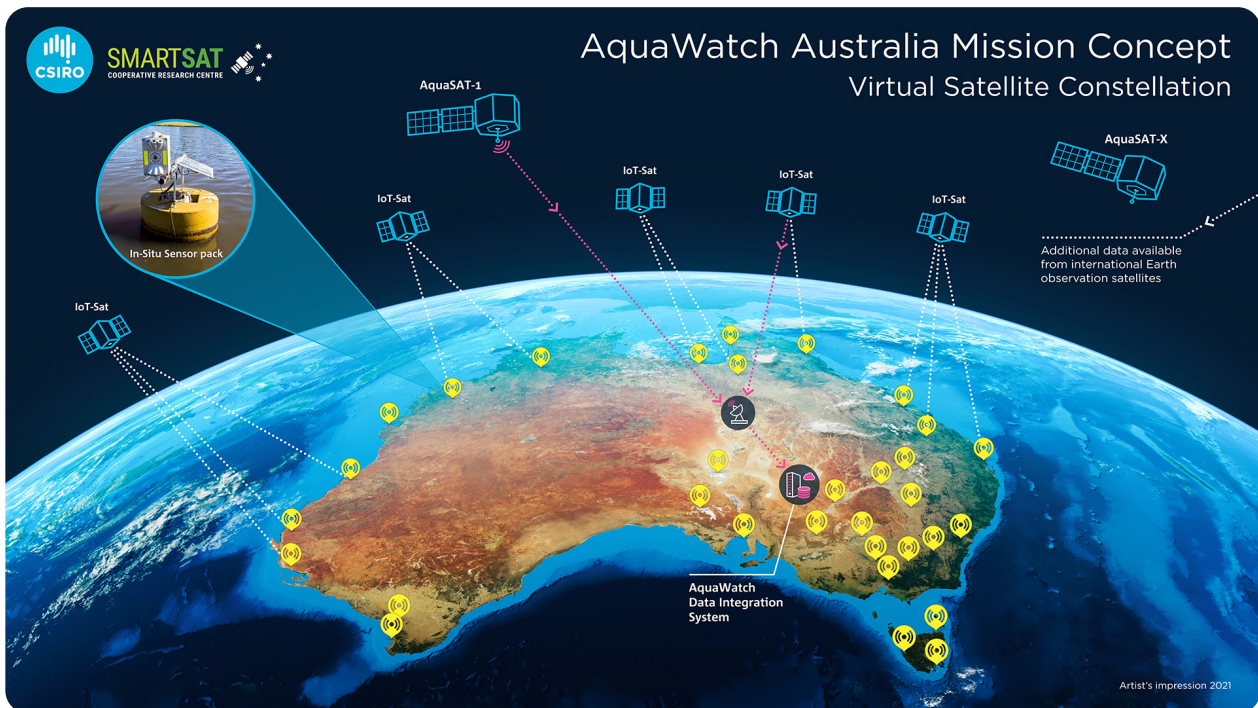 CSIRO
SMARTSAT
COOPERATIVE RESEARCH CENTRE
AquaWatch Australia Mission Concept
Virtual Satellite Constellation
AquaSAT-1
AquaSAT-X
IoT-Sat
IoT-Sat
IoT-Sat
IoT-Sat
In-Situ Sensor pack
Additional data available
from international Earth
observation satellites
IoT-Sat
AquaWatch
Data Integration
System
Artist's impression 2021